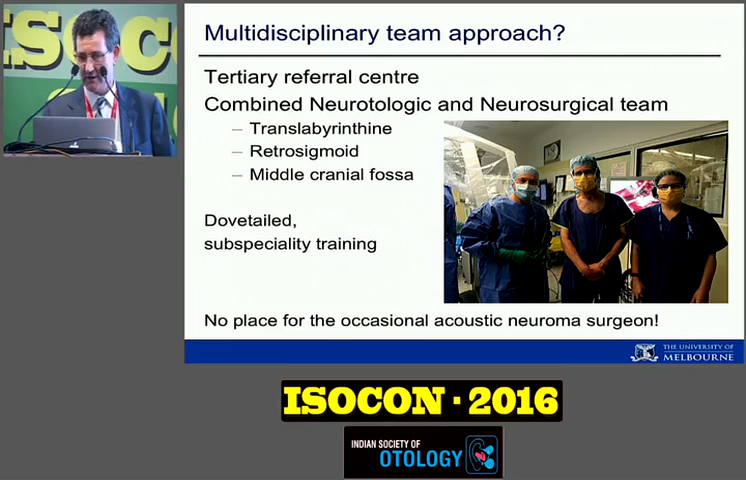 ISOCON
Multidisciplinary team approach?
Tertiary referral centre
Combined Neurotologic and Neurosurgical team
– Translabyrinthine
– Retrosigmoid
– Middle cranial fossa
Dovetailed,
subspeciality training
No place for the occasional acoustic neuroma surgeon!
THE UNIVERSITY OF
MELBOURNE
ISOCON · 2016
INDIAN SOCIETY OF
OTOLOGY